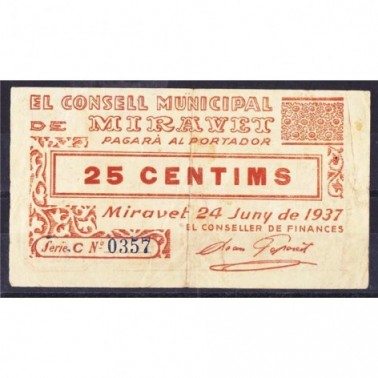 EL CONSELL MUNICIPAL
DE MIRAVET
PAGARÀ AL PORTADOR
25 CENTIMS
Miravet 24 Juny de 1937
EL CONSELLER DE FINANCES
Serie. C Nº 0357